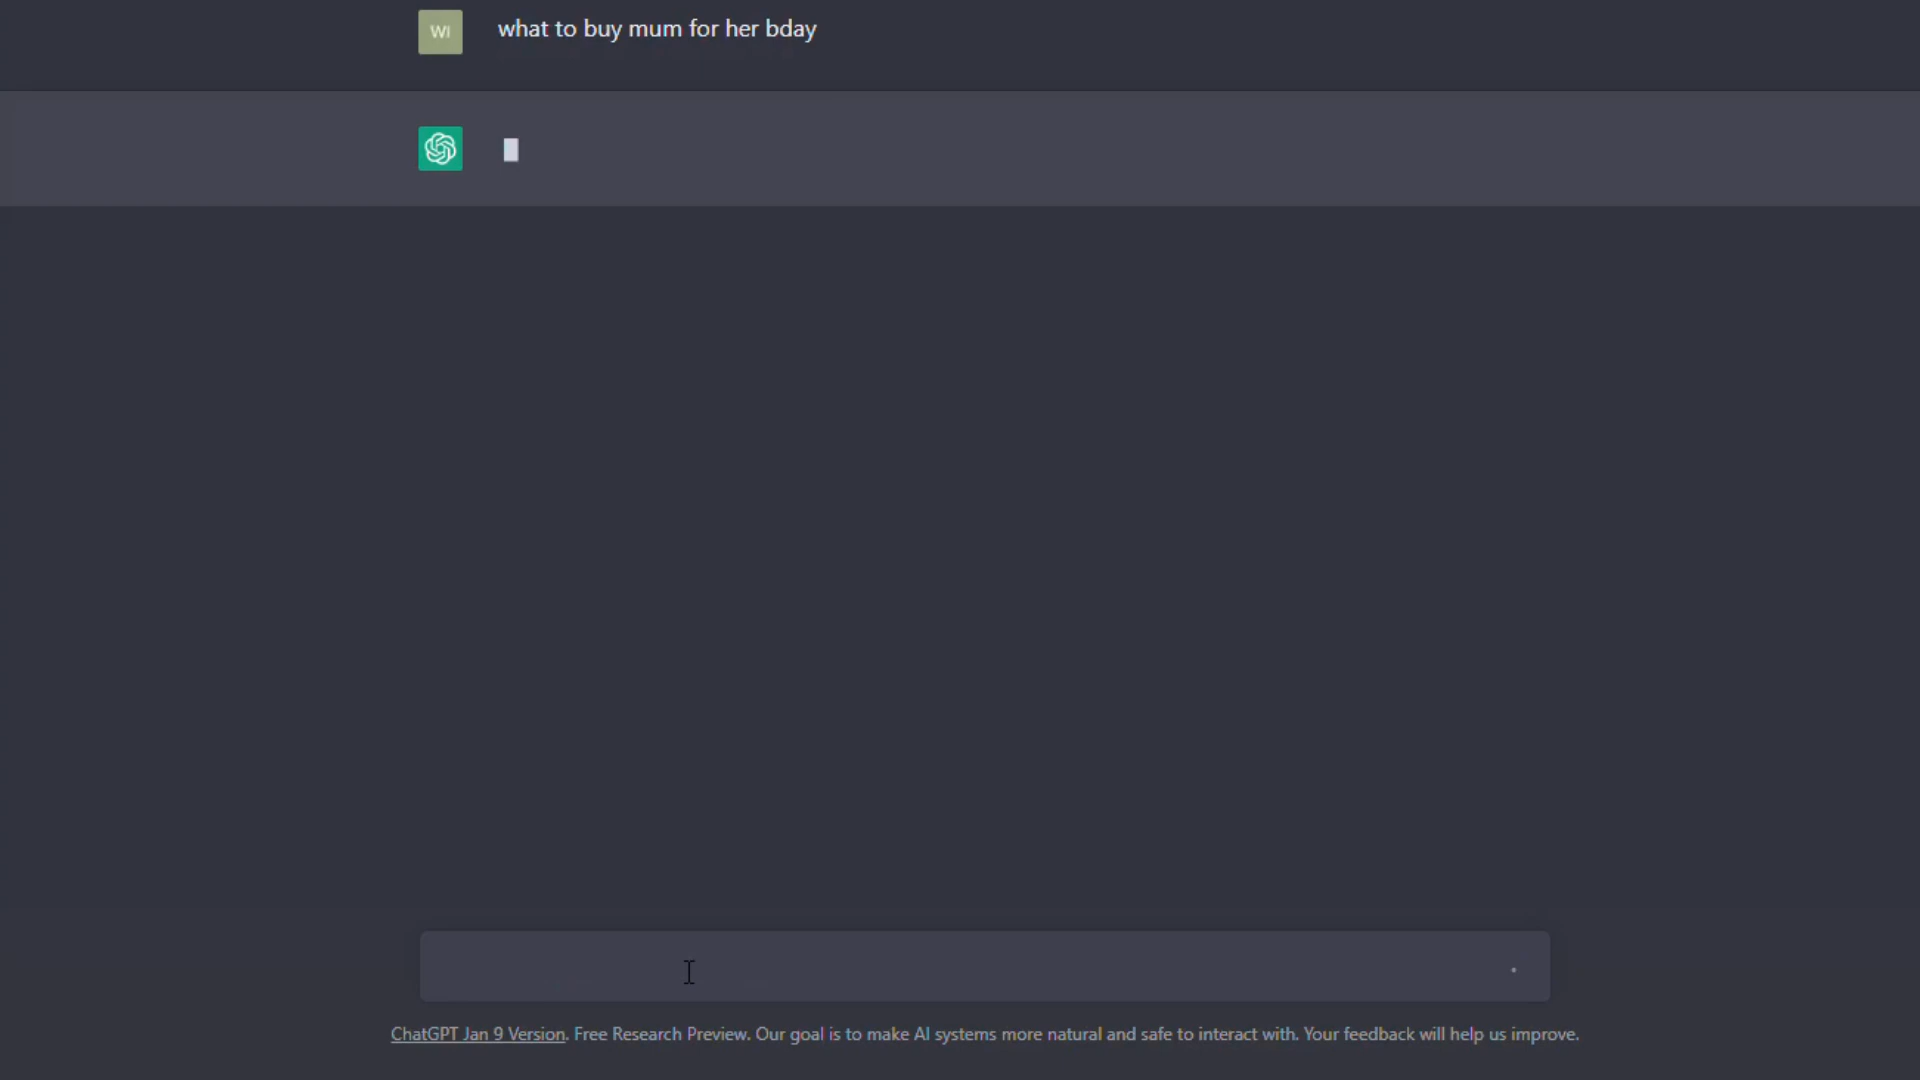 WI
what to buy mum for her bday
ChatGPT Jan 9 Version. Free Research Preview. Our goal is to make AI systems more natural and safe to interact with. Your feedback will help us improve.